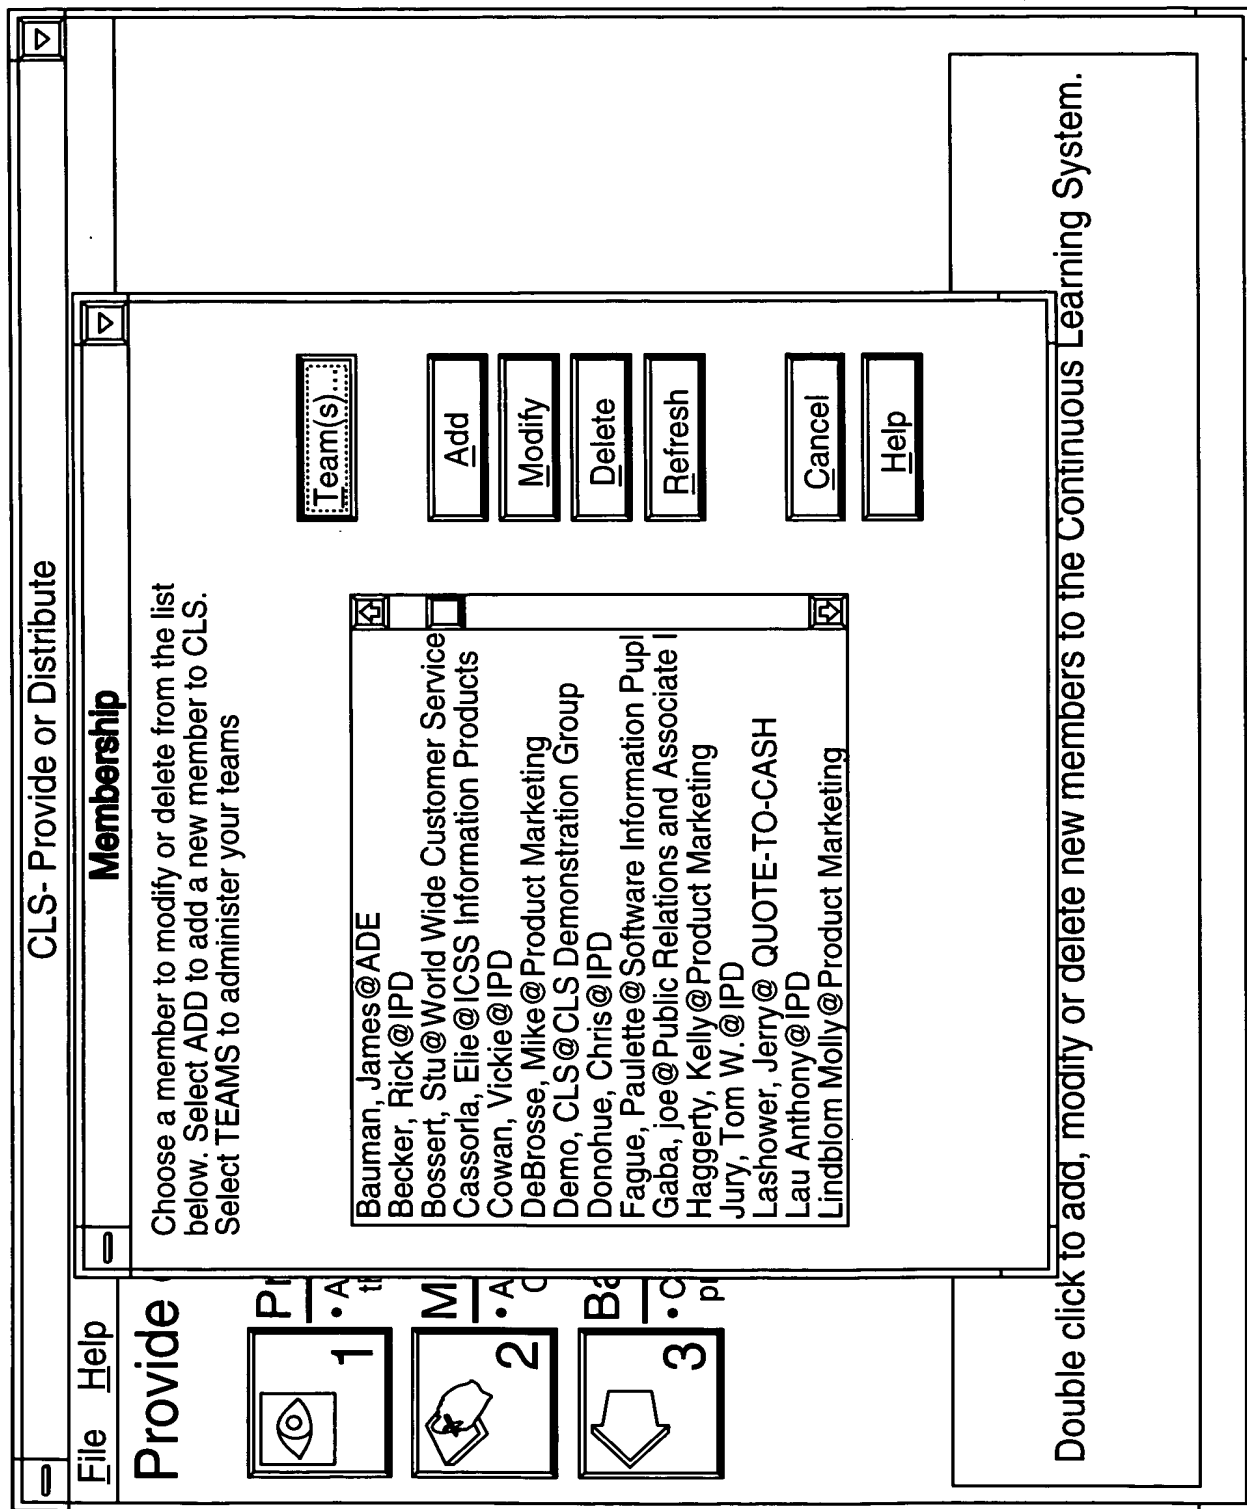 CLS- Provide or Distribute
File Help
Provide
Membership
Choose a member to modify or delete from the list
below. Select ADD to add a new member to CLS.
Select TEAMS to administer your teams
Team(s)...
Add
Modify
Delete
Refresh
Cancel
Help
Bauman, James@ADE
Becker, Rick@IPD
Bossert, Stu@World Wide Customer Service
Cassorla, Elie@ICSS Information Products
Cowan, Vickie@IPD
DeBrosse, Mike@Product Marketing
Demo, CLS@CLS Demonstration Group
Donohue, Chris@IPD
Fague, Paulette@Software Information Pupl
Gaba, joe@Public Relations and Associate I
Haggerty, Kelly@Product Marketing
Jury, Tom W.@IPD
Lashower, Jerry@ QUOTE-TO-CASH
Lau Anthony@IPD
Lindblom Molly@Product Marketing
1
2
3
Double click to add, modify or delete new members to the Continuous Learning System.